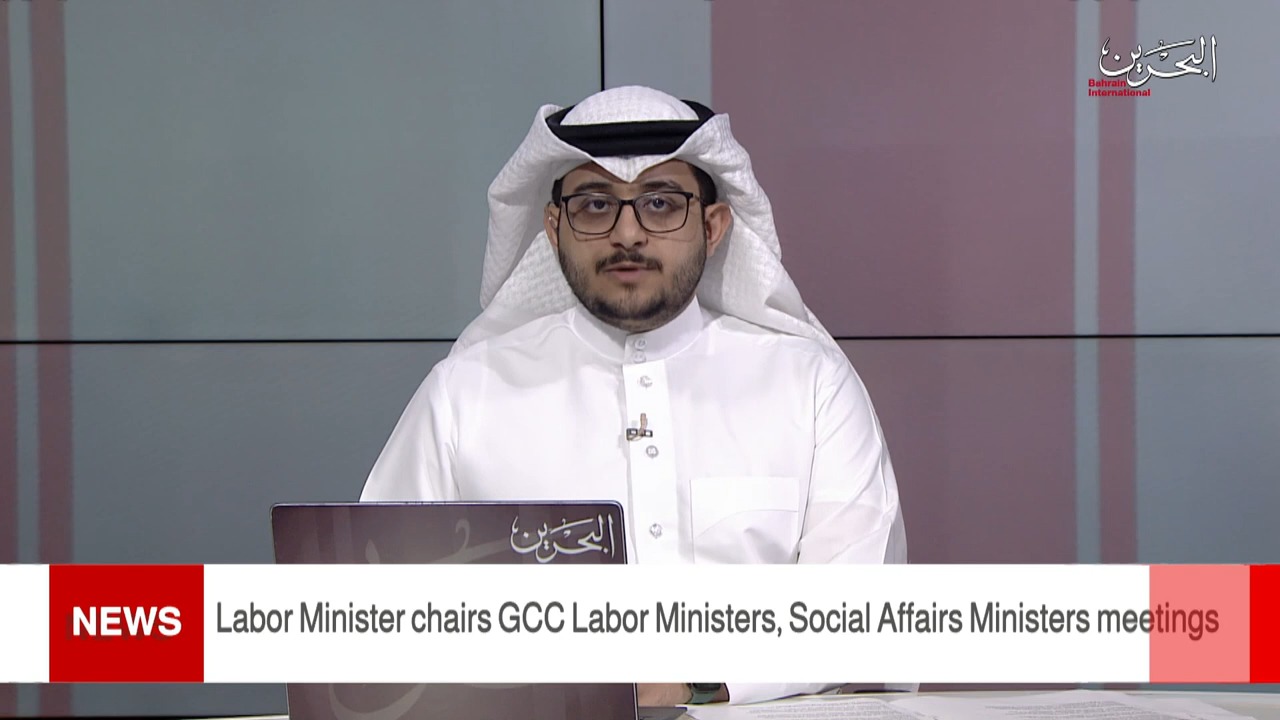 البحرين
Bahrain
International
البحرين
NEWS
Labor Minister chairs GCC Labor Ministers, Social Affairs Ministers meetings